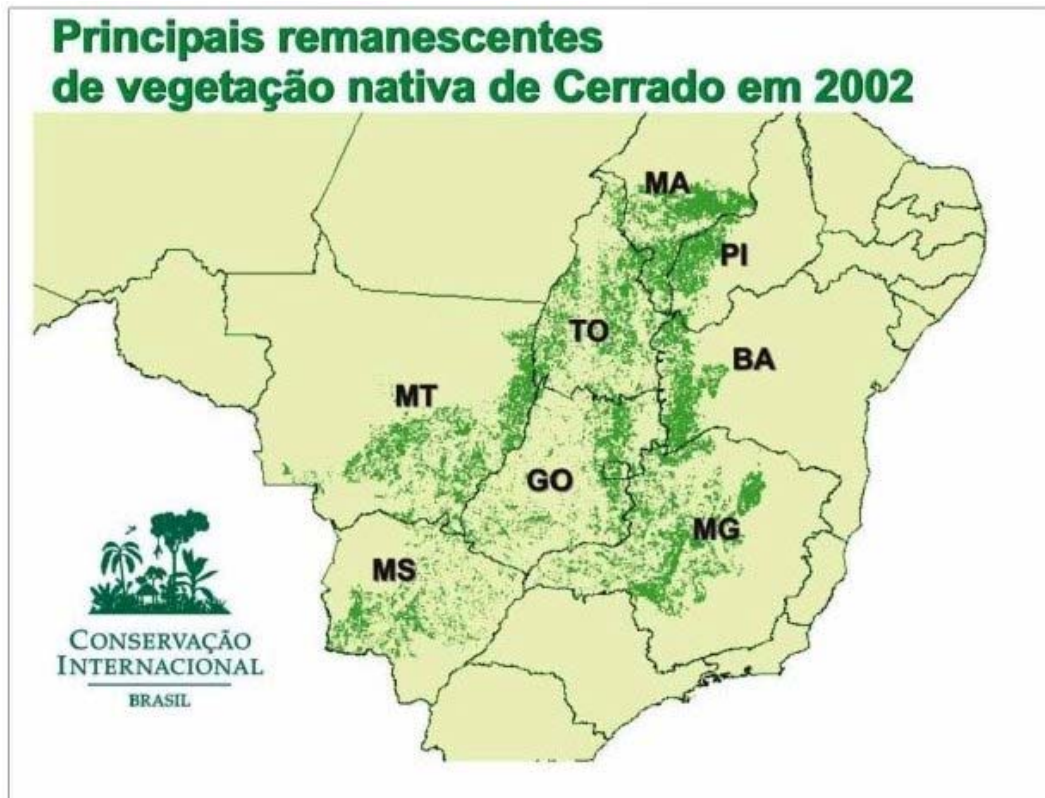 Principais remanescentes
de vegetação nativa de Cerrado em 2002
MA
PI
TO
BA
MT
GO
MG
MS
CONSERVAÇÃO
INTERNACIONAL
BRASIL